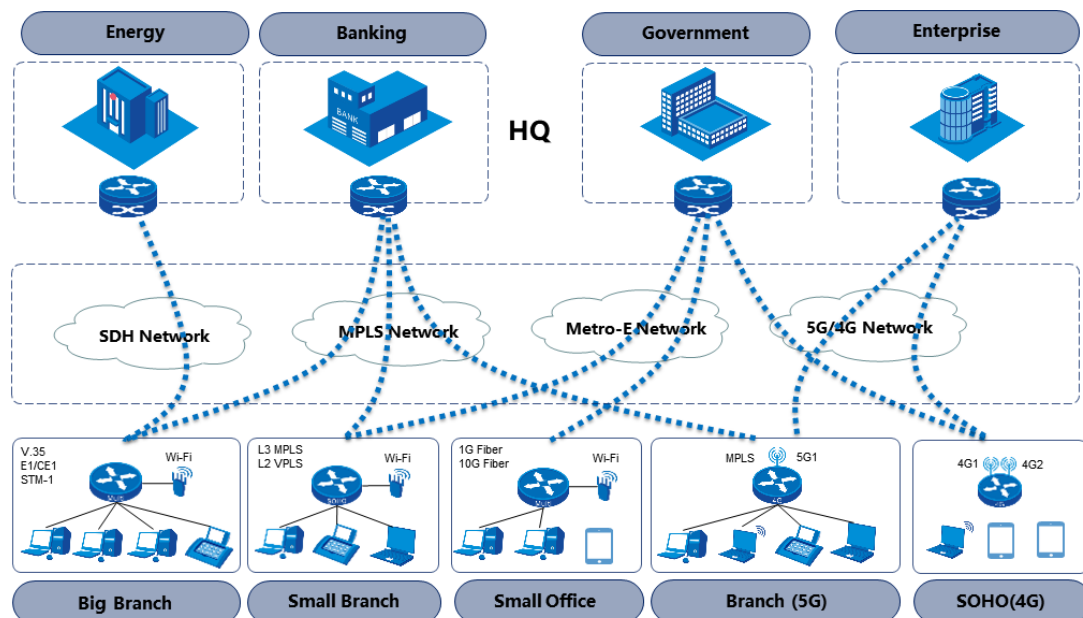 Energy
Banking
Government
Enterprise
BANK
HQ
SDH Network
MPLS Network
Metro-E Network
5G/4G Network
V.35
E1/CE1
STM-1
Wi-Fi
L3 MPLS
L2 VPLS
Wi-Fi
SOHO
1G Fiber
10G Fiber
Wi-Fi
MPLS
5G1
4G
4G1
4G2
Big Branch
Small Branch
Small Office
Branch (5G)
SOHO(4G)